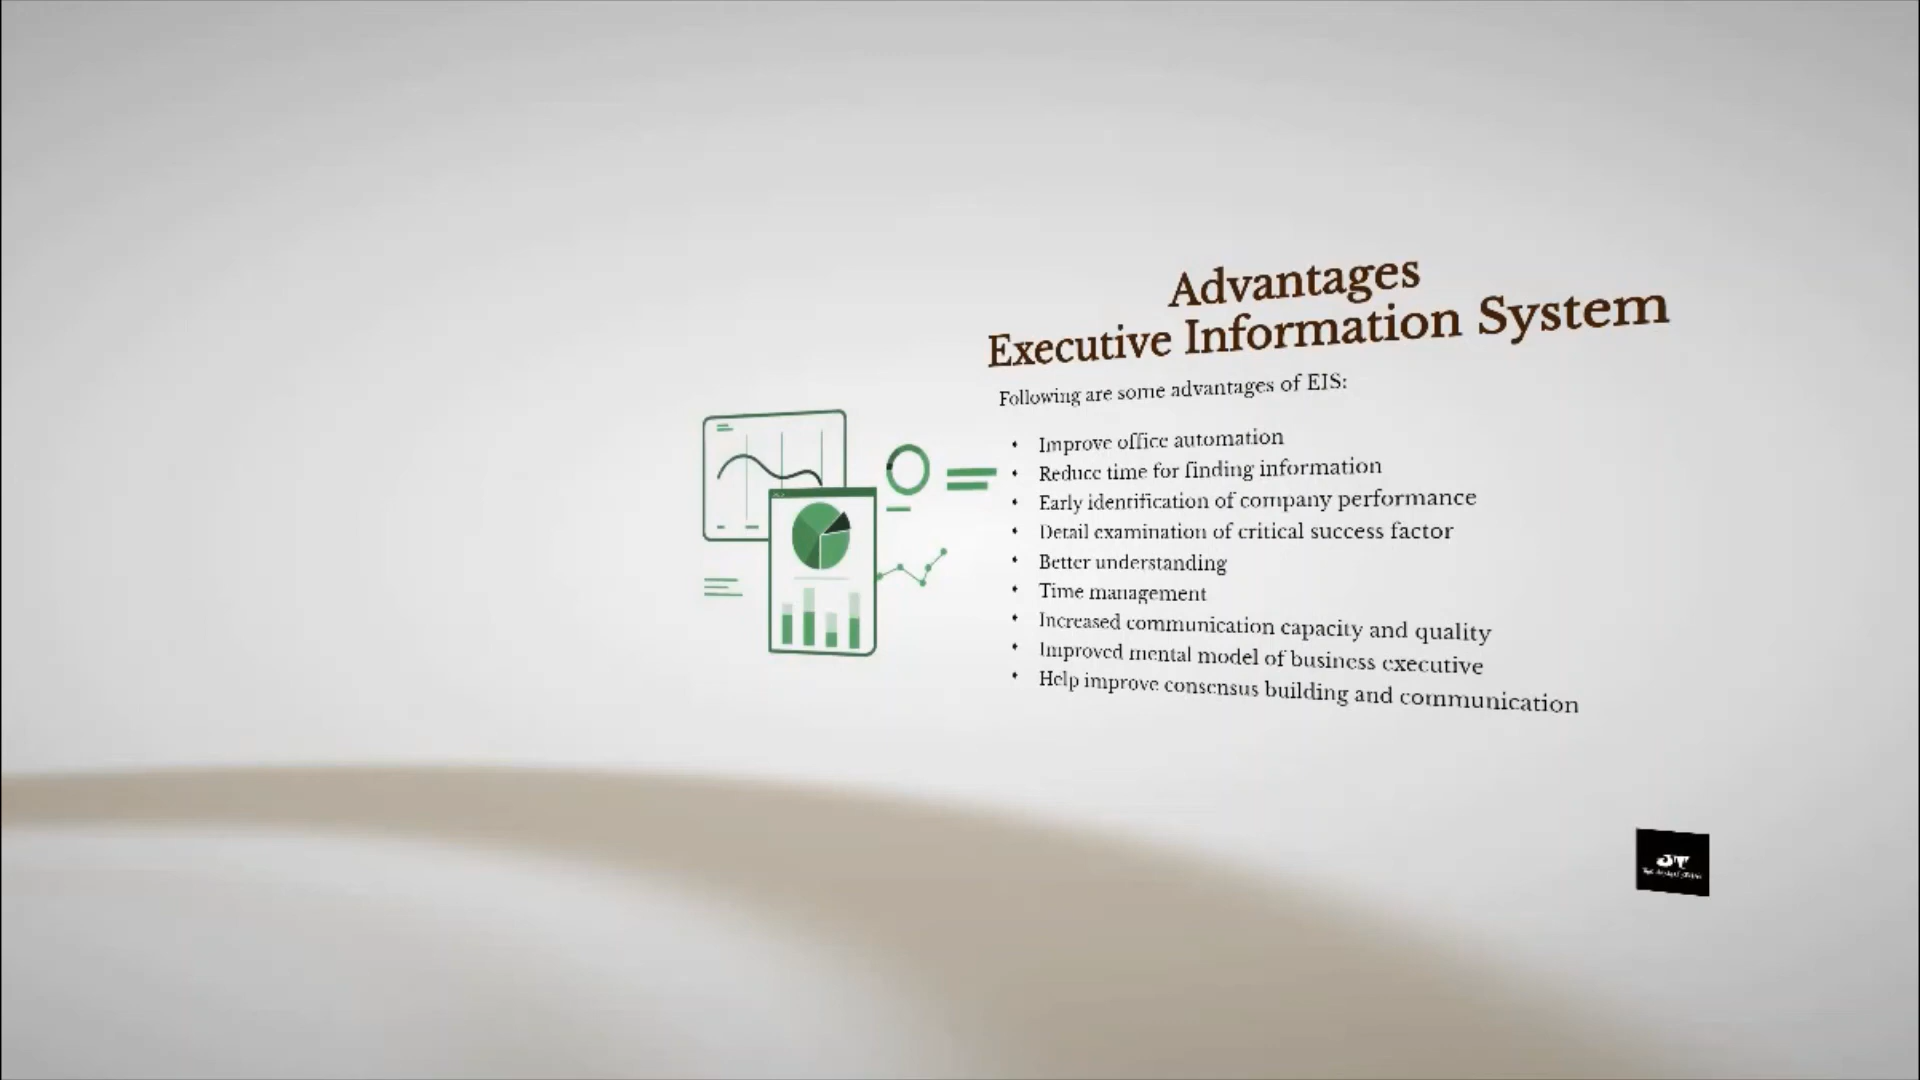 Advantages
Executive Information System
Following are some advantages of EIS:
• Improve office automation
• Reduce time for finding information
• Early identification of company performance
• Detail examination of critical success factor
• Better understanding
• Time management
• Increased communication capacity and quality
• Improved mental model of business executive
• Help improve consensus building and communication
JT